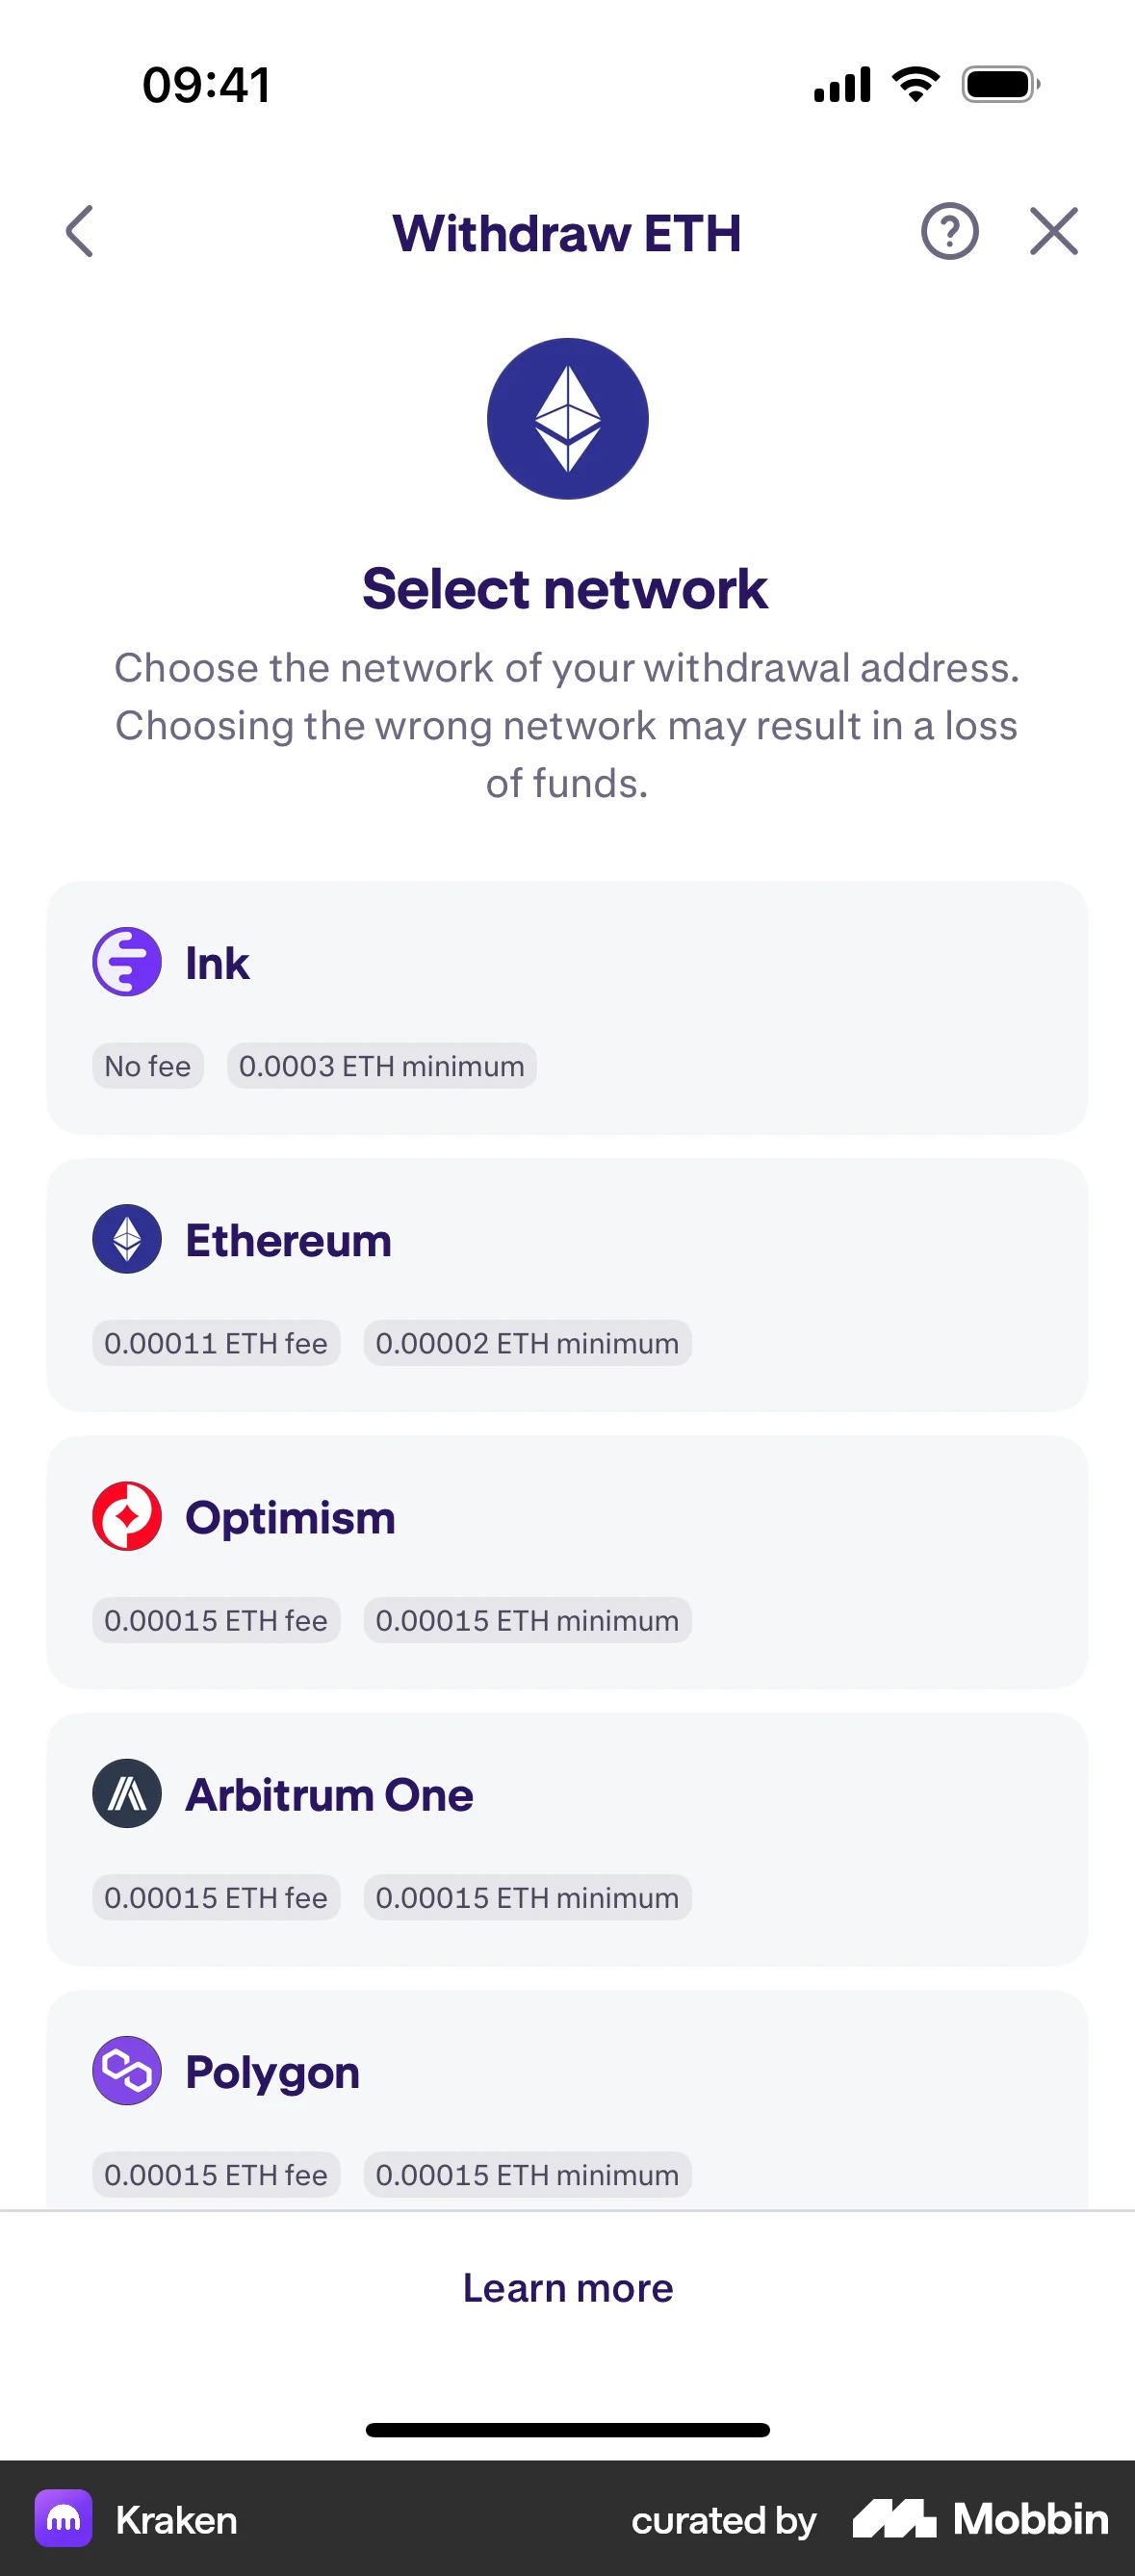 09:41
Withdraw ETH
Select network
Choose the network of your withdrawal address.
Choosing the wrong network may result in a loss
of funds.
Ink
No fee 0.0003 ETH minimum
Ethereum
0.00011 ETH fee 0.00002 ETH minimum
Optimism
0.00015 ETH fee 0.00015 ETH minimum
Arbitrum One
0.00015 ETH fee 0.00015 ETH minimum
Polygon
0.00015 ETH fee 0.00015 ETH minimum
Learn more
Kraken curated by Mobbin